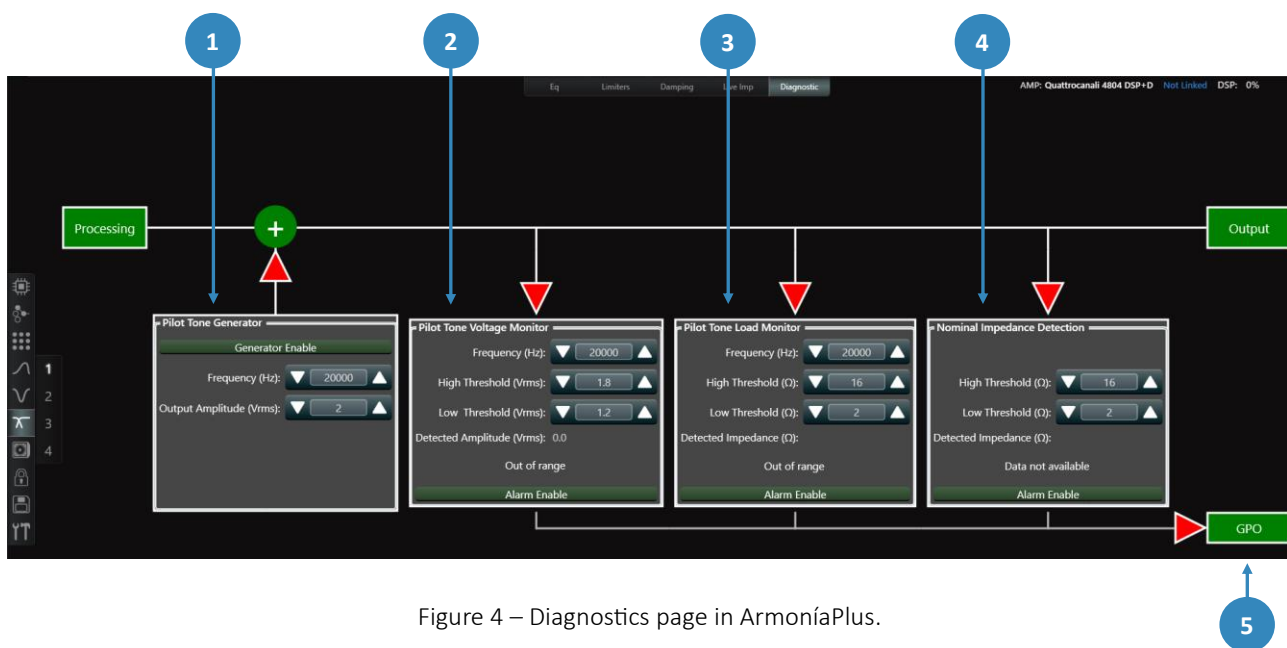 1
2
3
4
Eq
Limiters
Damping
Live Imp
Diagnostic
AMP: Quattrocanali 4804 DSP+D Not Linked DSP: 0%
Processing
+
Output
Pilot Tone Generator
Generator Enable
Frequency (Hz): 20000
Output Amplitude (Vrms): 2
Pilot Tone Voltage Monitor
Frequency (Hz): 20000
High Threshold (Vrms): 1.8
Low Threshold (Vrms): 1.2
Detected Amplitude (Vrms): 0.0
Out of range
Alarm Enable
Pilot Tone Load Monitor
Frequency (Hz): 20000
High Threshold (Ω): 16
Low Threshold (Ω): 2
Detected Impedance (Ω):
Out of range
Alarm Enable
Nominal Impedance Detection
High Threshold (Ω): 16
Low Threshold (Ω): 2
Detected Impedance (Ω):
Data not available
Alarm Enable
1
2
3
4
GPO
5
Figure 4 – Diagnostics page in ArmoníaPlus.